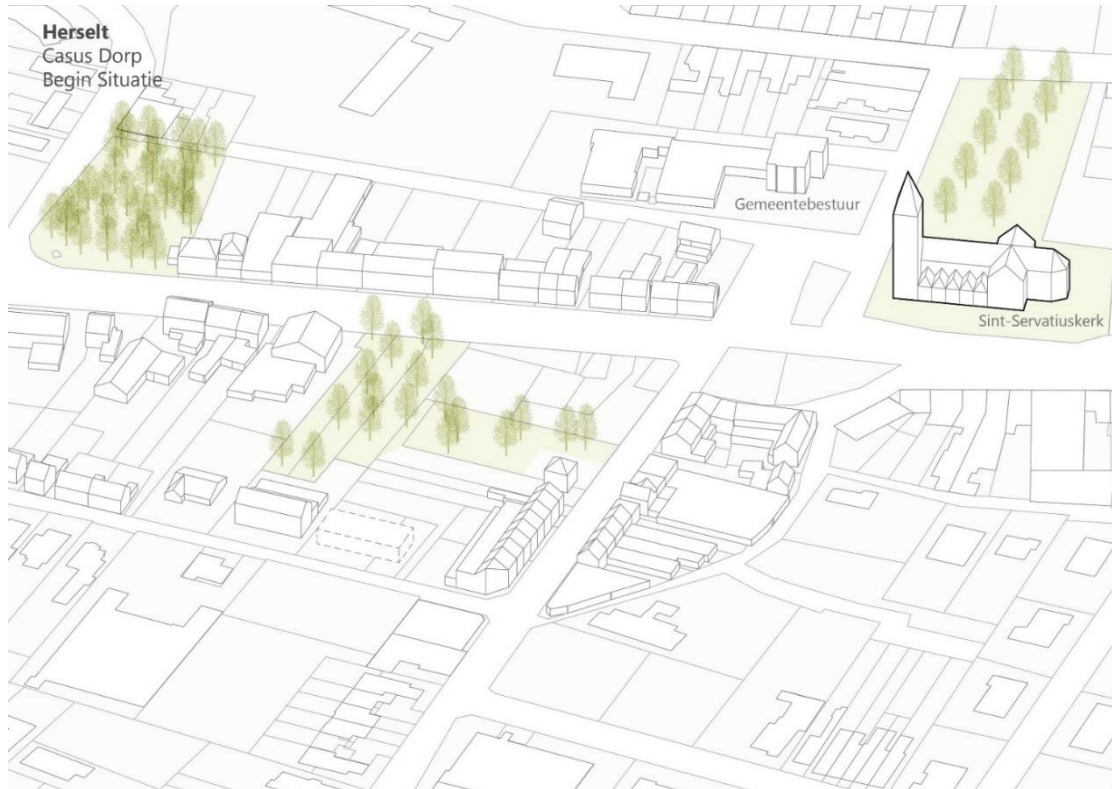 Herselt
Casus Dorp
Begin Situatie
Gemeentebestuur
Sint-Servatiuskerk